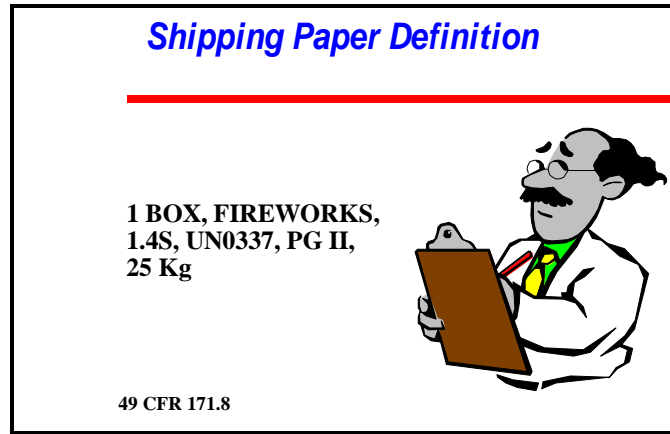 Shipping Paper Definition
1 BOX, FIREWORKS,
1.4S, UN0337, PG II,
25 Kg
49 CFR 171.8